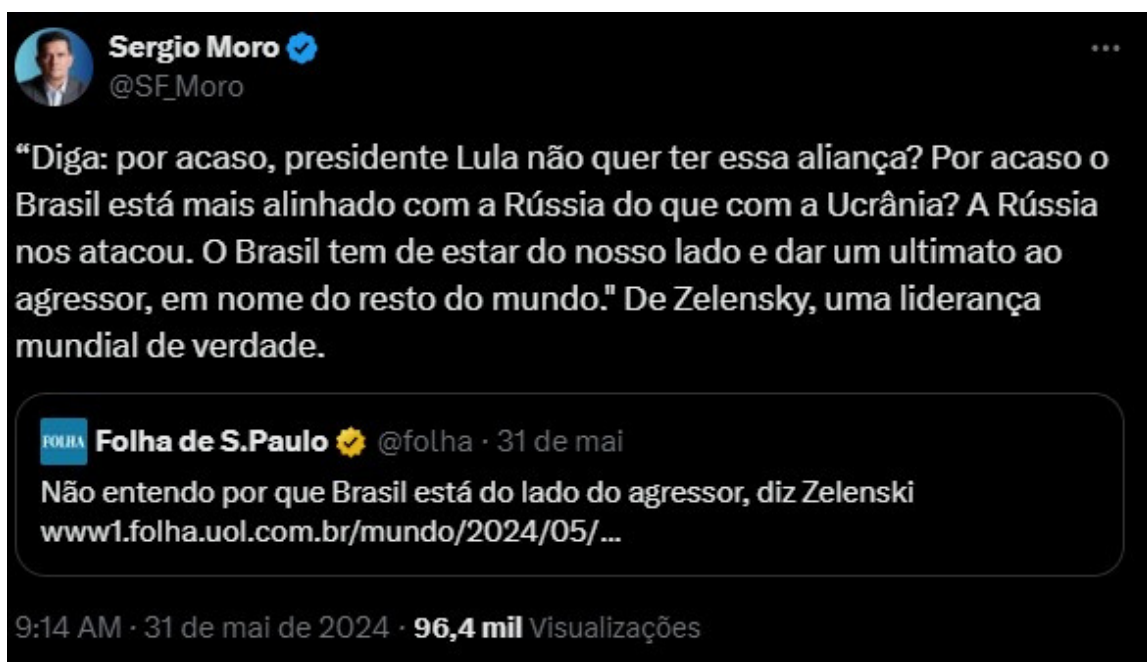 Sergio Moro
@SF_Moro
“Diga: por acaso, presidente Lula não quer ter essa aliança? Por acaso o
Brasil está mais alinhado com a Rússia do que com a Ucrânia? A Rússia
nos atacou. O Brasil tem de estar do nosso lado e dar um ultimato ao
agressor, em nome do resto do mundo." De Zelensky, uma liderança
mundial de verdade.
FOLHA Folha de S.Paulo @folha · 31 de mai
Não entendo por que Brasil está do lado do agressor, diz Zelenski
www1.folha.uol.com.br/mundo/2024/05/...
9:14 AM · 31 de mai de 2024 · 96,4 mil Visualizações